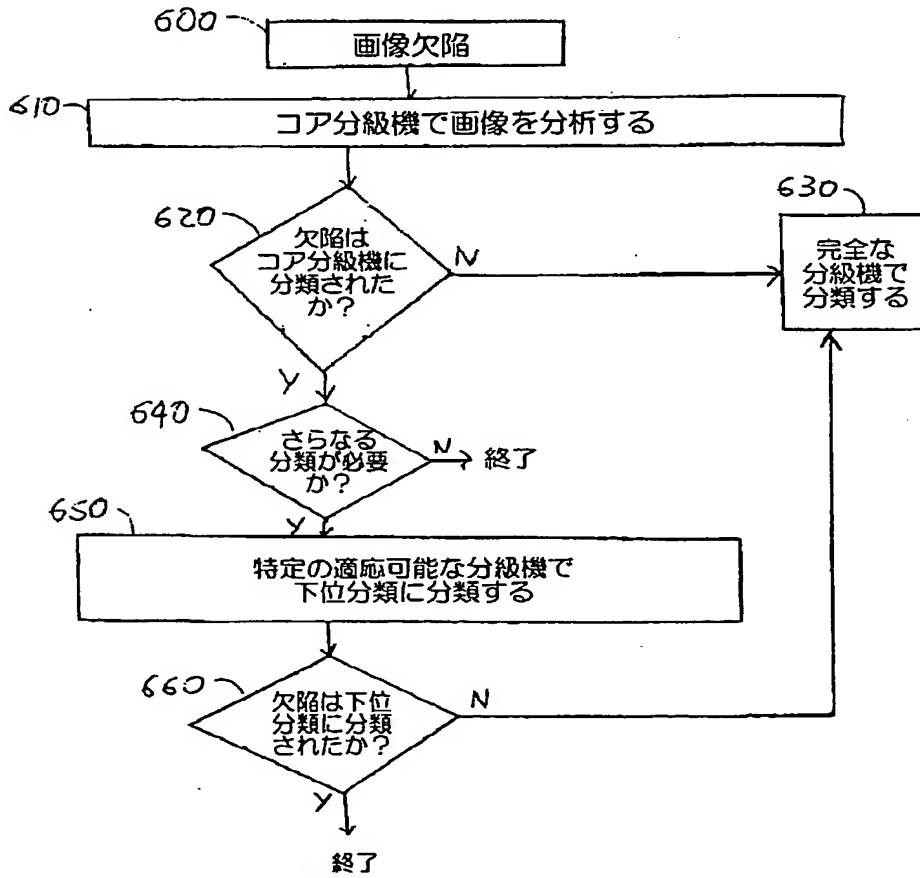 600
画像欠陥
610
コア分級機で画像を分析する
620
欠陥は
コア分級機に
分類された
か?
N
630
完全な
分級機で
分類する
Y
640
さらなる
分類が必要
か?
N
終了
Y
650
特定の適応可能な分級機で
下位分類に分類する
660
欠陥は下位
分類に分類
されたか?
N
Y
終了